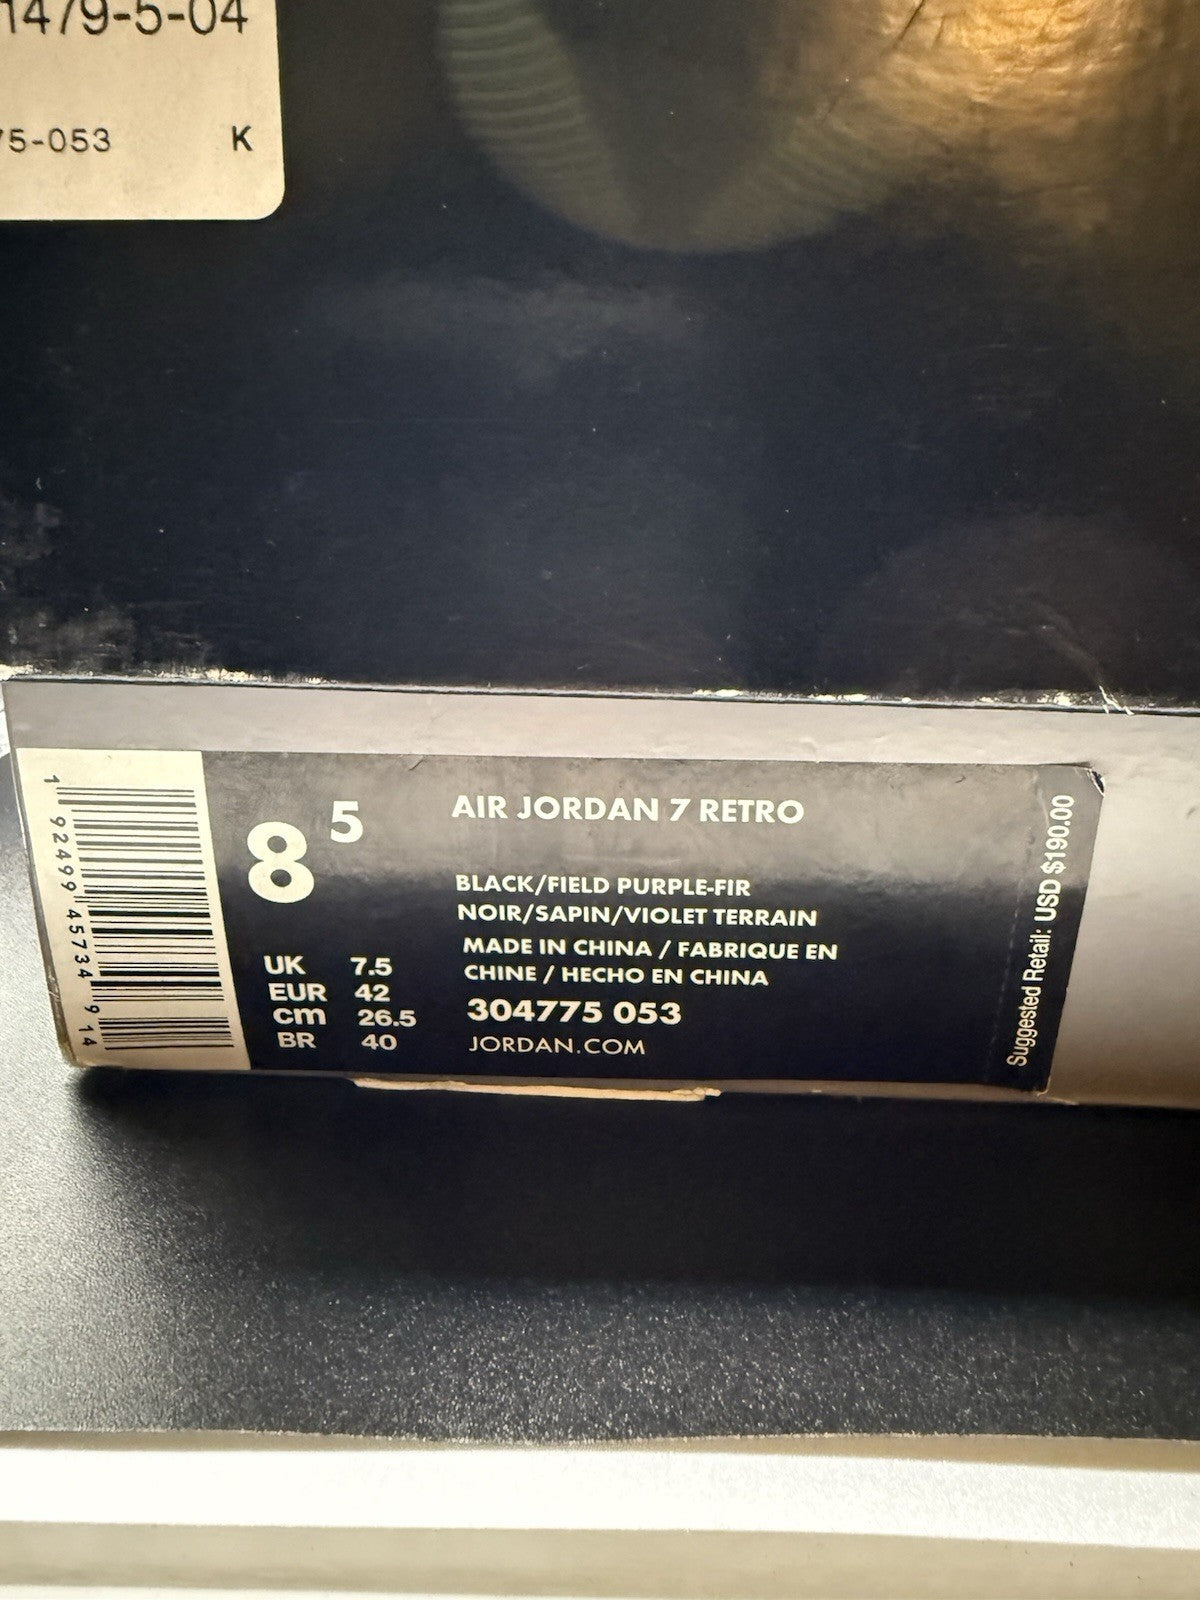 1479-5-04
75-053 K
8 5
AIR JORDAN 7 RETRO
BLACK/FIELD PURPLE-FIR
NOIR/SAPIN/VIOLET TERRAIN
MADE IN CHINA / FABRIQUE EN
CHINE / HECHO EN CHINA
304775 053
JORDAN.COM
UK 7.5
EUR 42
cm 26.5
BR 40
1 92499 45734 9 14
Suggested Retail: USD $190.00